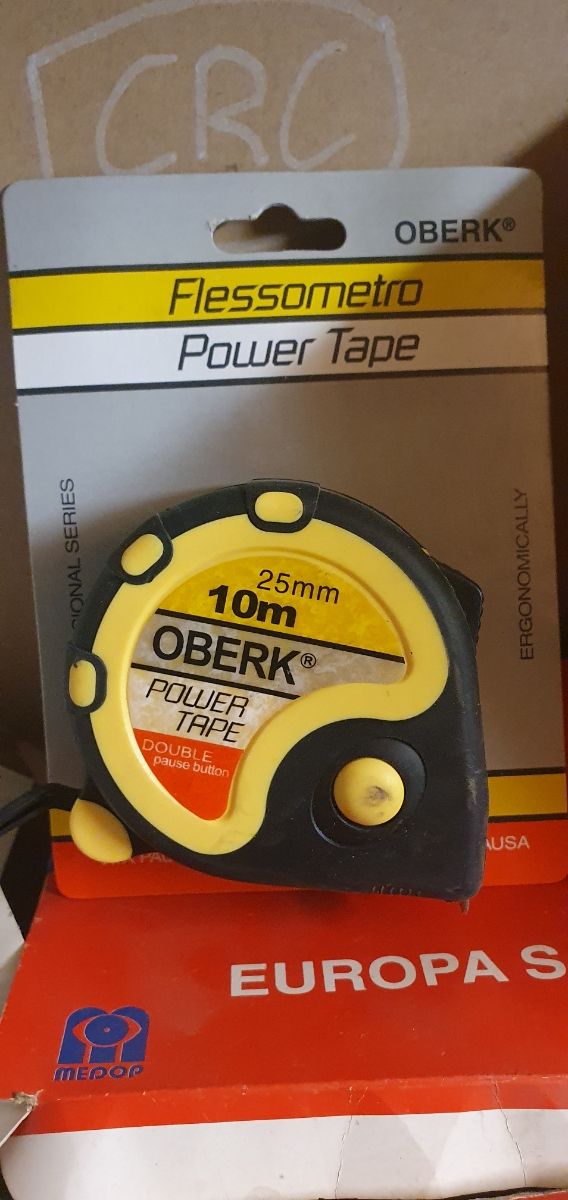 CRC
OBERK®
Flessometro
Power Tape
ERGONOMICALLY
25mm
10m
OBERK®
POWER
TAPE
DOUBLE
pause button
EUROPA
MEDOP